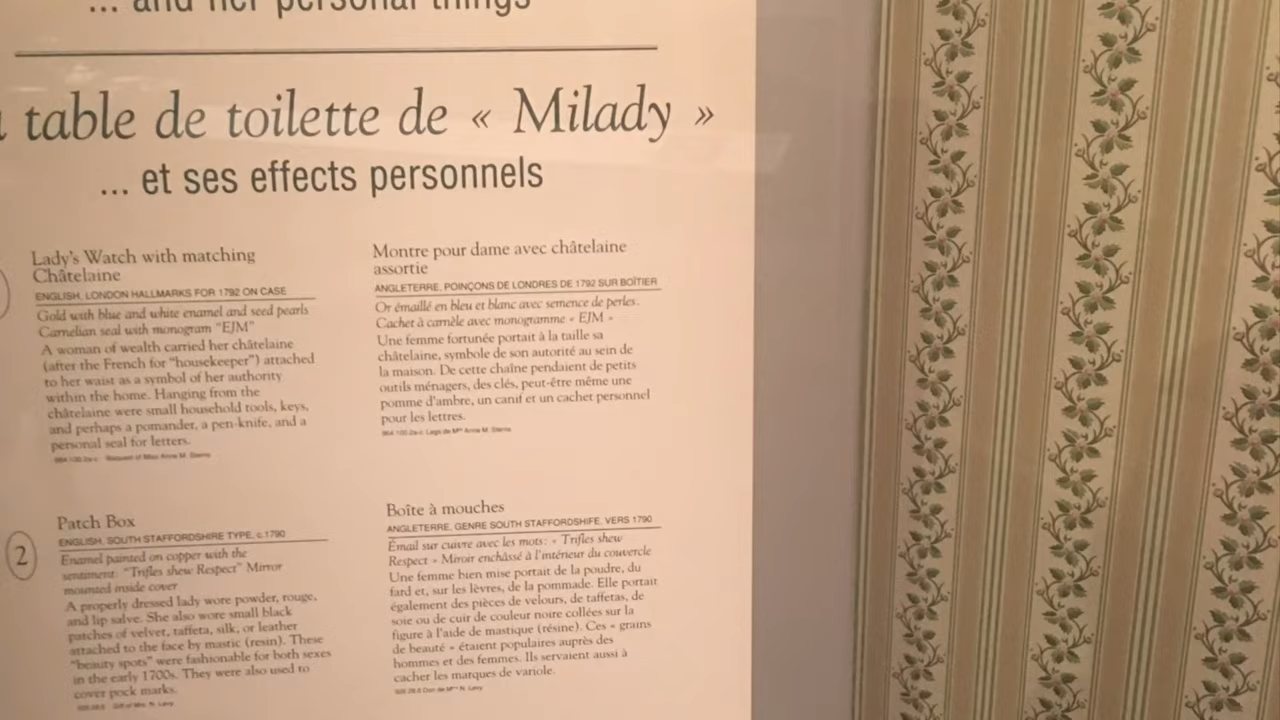 ... and her personal things
table de toilette de « Milady »
... et ses effects personnels
Lady's Watch with matching
Châtelaine
ENGLISH, LONDON HALLMARKS FOR 1792 ON CASE
Gold with blue and white enamel and seed pearls
Carnelian seal with monogram "EJM"
A woman of wealth carried her châtelaine
(after the French for "housekeeper") attached
to her waist as a symbol of her authority
within the home. Hanging from the
châtelaine were small household tools, keys,
and perhaps a pomander, a pen-knife, and a
personal seal for letters.
Montre pour dame avec châtelaine
assortie
ANGLETERRE, POINÇONS DE LONDRES DE 1792 SUR BOÎTIER
Or émaillé en bleu et blanc avec semence de perles.
Cachet à carnèle avec monogramme « EJM »
Une femme fortunée portait à la taille sa
châtelaine, symbole de son autorité au sein de
la maison. De cette chaîne pendaient de petits
outils ménagers, des clés, peut-être même une
pomme d'ambre, un canif et un cachet personnel
pour les lettres.
2
Patch Box
ENGLISH, SOUTH STAFFORDSHIRE TYPE, c.1790
Enamel painted on copper with the
sentiment: "Trifles shew Respect" Mirror
mounted inside cover
A properly dressed lady wore powder, rouge,
and lip salve. She also wore small black
patches of velvet, taffeta, silk, or leather
attached to the face by mastic (resin). These
"beauty spots" were fashionable for both sexes
in the early 1700s. They were also used to
cover pock marks.
Gift of Mrs. N. Levy
Boîte à mouches
ANGLETERRE, GENRE SOUTH STAFFORDSHIFE, VERS 1790
Émail sur cuivre avec les mots: « Trifles shew
Respect » Miroir enchâssé à l'intérieur du couvercle
Une femme bien mise portait de la poudre, du
fard et, sur les lèvres, de la pommade. Elle portait
également des pièces de velours, de taffetas, de
soie ou de cuir de couleur noire collées sur la
figure à l'aide de mastique (résine). Ces « grains
de beauté » étaient populaires auprès des
hommes et des femmes. Ils servaient aussi à
cacher les marques de variole.